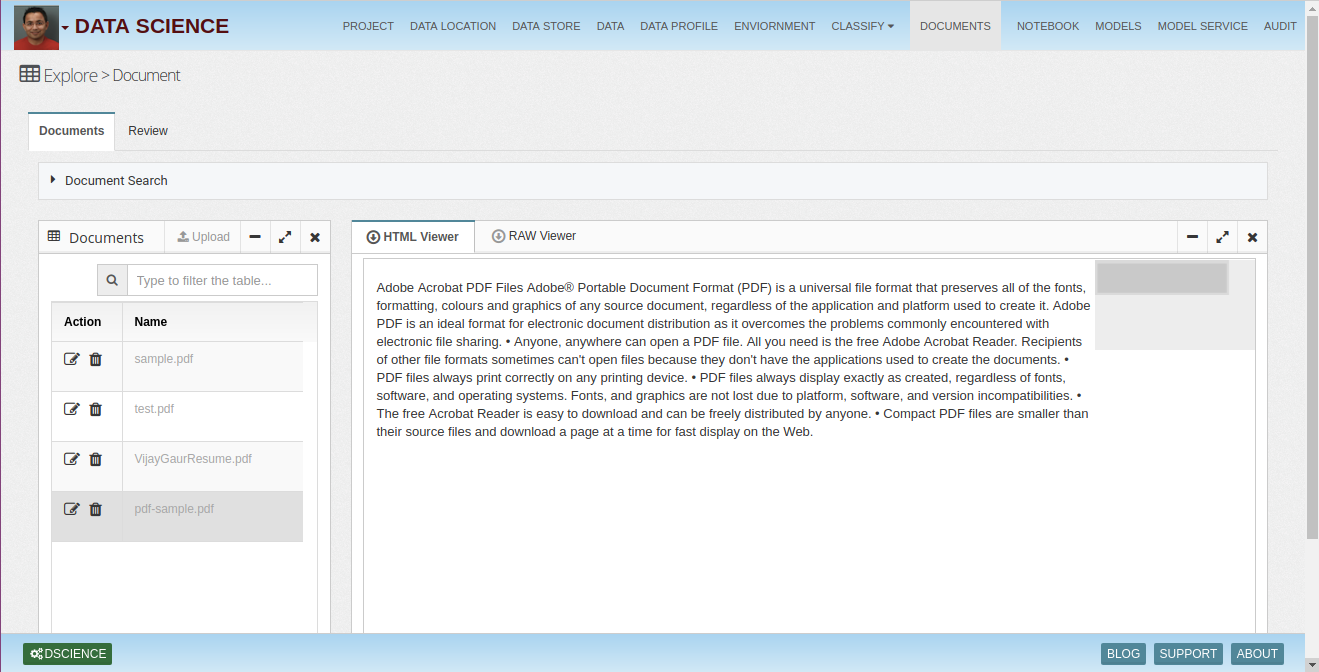 DATA SCIENCE
PROJECT DATA LOCATION DATA STORE DATA DATA PROFILE ENVIORNMENT CLASSIFY DOCUMENTS NOTEBOOK MODELS MODEL SERVICE AUDIT
Explore > Document
Documents Review
Document Search
Documents Upload
HTML Viewer RAW Viewer
Type to filter the table...
Action Name
sample.pdf
test.pdf
VijayGaurResume.pdf
pdf-sample.pdf
Adobe Acrobat PDF Files Adobe® Portable Document Format (PDF) is a universal file format that preserves all of the fonts,
formatting, colours and graphics of any source document, regardless of the application and platform used to create it. Adobe
PDF is an ideal format for electronic document distribution as it overcomes the problems commonly encountered with
electronic file sharing. • Anyone, anywhere can open a PDF file. All you need is the free Adobe Acrobat Reader. Recipients
of other file formats sometimes can't open files because they don't have the applications used to create the documents. •
PDF files always print correctly on any printing device. • PDF files always display exactly as created, regardless of fonts,
software, and operating systems. Fonts, and graphics are not lost due to platform, software, and version incompatibilities. •
The free Acrobat Reader is easy to download and can be freely distributed by anyone. • Compact PDF files are smaller than
their source files and download a page at a time for fast display on the Web.
DSCIENCE
BLOG SUPPORT ABOUT